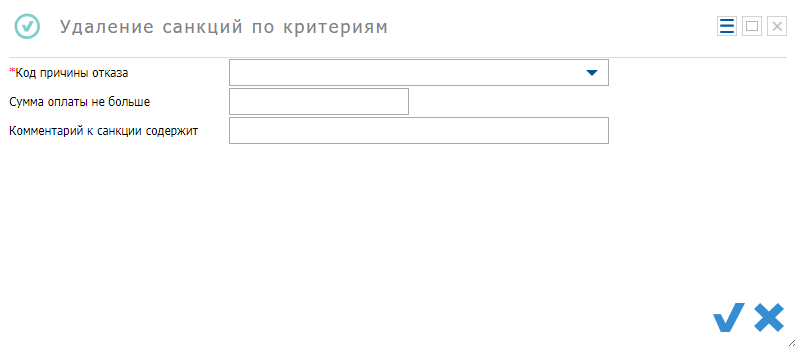 Удаление санкций по критериям
*Код причины отказа
Сумма оплаты не больше
Комментарий к санкции содержит